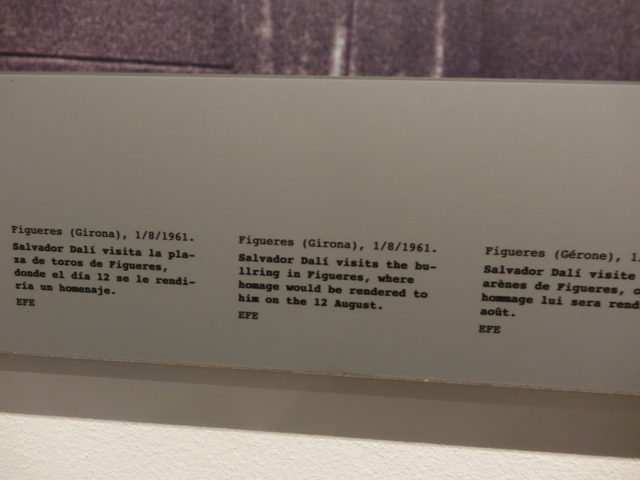 Figueres (Girona), 1/8/1961.
Salvador Dalí visita la pla-
za de toros de Figueres,
donde el día 12 se le rendi-
ría un homenaje.
EFE
Figueres (Girona), 1/8/1961.
Salvador Dalí visits the bu-
llring in Figueres, where
homage would be rendered to
him on the 12 August.
EFE
Figueres (Gérone),
Salvador Dalí visite
arènes de Figueres,
hommage lui sera
août.
EFE